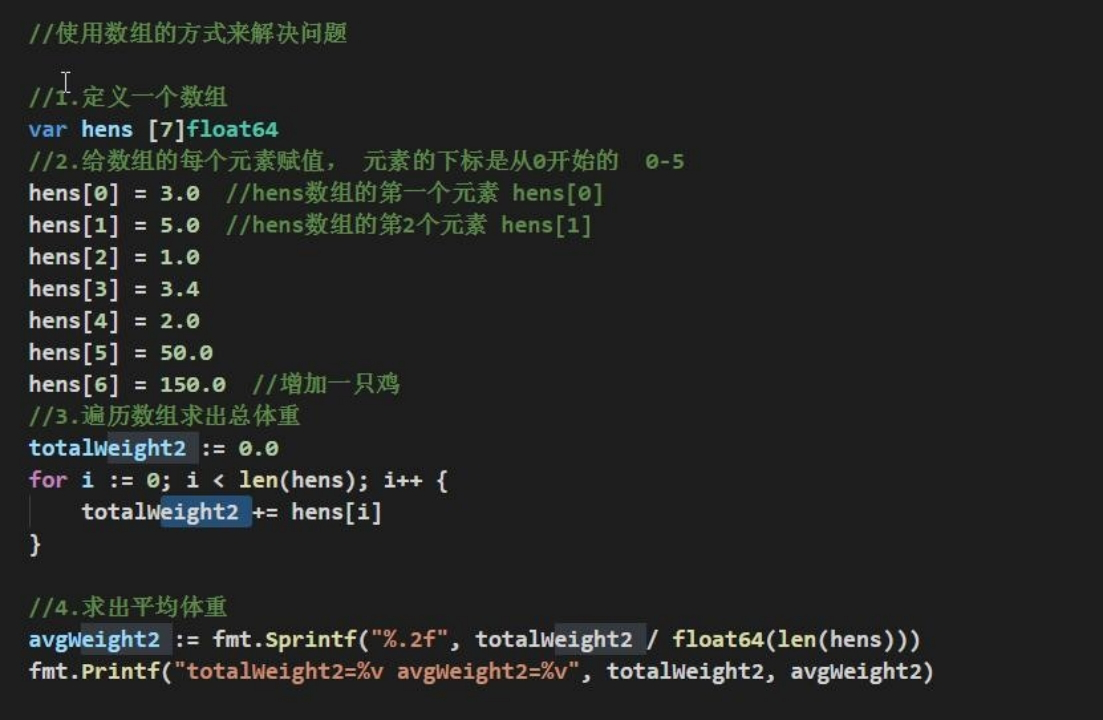 //使用数组的方式来解决问题
//1.定义一个数组
var hens [7]float64
//2.给数组的每个元素赋值， 元素的下标是从0开始的  0-5
hens[0] = 3.0  //hens数组的第一个元素 hens[0]
hens[1] = 5.0  //hens数组的第2个元素 hens[1]
hens[2] = 1.0
hens[3] = 3.4
hens[4] = 2.0
hens[5] = 50.0
hens[6] = 150.0  //增加一只鸡
//3.遍历数组求出总体重
totalWeight2 := 0.0
for i := 0; i < len(hens); i++ {
    totalWeight2 += hens[i]
}
//4.求出平均体重
avgWeight2 := fmt.Sprintf("%.2f", totalWeight2 / float64(len(hens)))
fmt.Printf("totalWeight2=%v avgWeight2=%v", totalWeight2, avgWeight2)